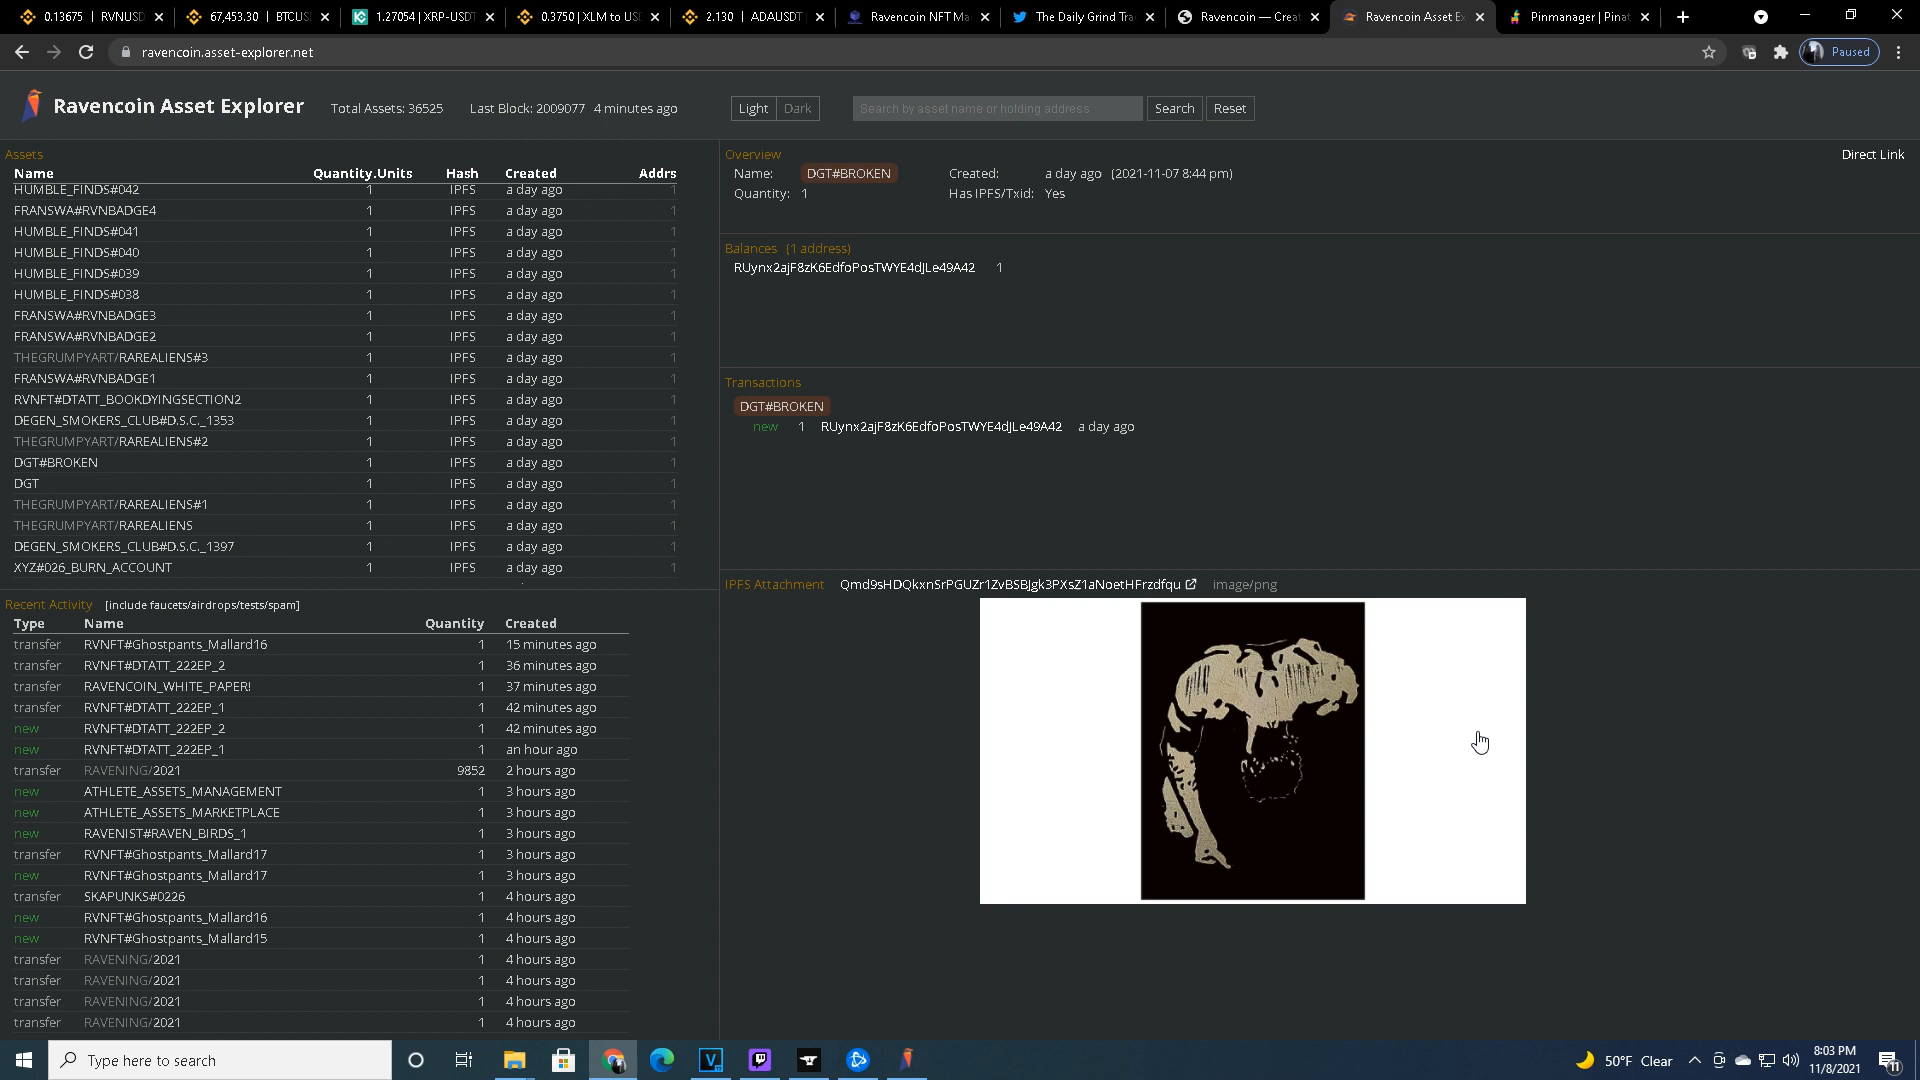 0.13675 | RVNUSD
67,453.30 | BTCUS
1.27054 | XRP-USDT
0.3750 | XLM to US
2.130 | ADAUSDT
Ravencoin NFT Ma
The Daily Grind Tra
Ravencoin — Creat
Ravencoin Asset Ex
Pinmanager | Pinat
ravencoin.asset-explorer.net
Paused
Ravencoin Asset Explorer
Total Assets: 36525
Last Block: 2009077 4 minutes ago
Light Dark
Search by asset name or holding address
Search
Reset
Assets
Name Quantity.Units Hash Created Addrs
HUMBLE_FINDS#042 1 IPFS a day ago 1
FRANSWA#RVNBADGE4 1 IPFS a day ago 1
HUMBLE_FINDS#041 1 IPFS a day ago 1
HUMBLE_FINDS#040 1 IPFS a day ago 1
HUMBLE_FINDS#039 1 IPFS a day ago 1
HUMBLE_FINDS#038 1 IPFS a day ago 1
FRANSWA#RVNBADGE3 1 IPFS a day ago 1
FRANSWA#RVNBADGE2 1 IPFS a day ago 1
THEGRUMPYART/RAREALIENS#3 1 IPFS a day ago 1
FRANSWA#RVNBADGE1 1 IPFS a day ago 1
RVNFT#DTATT_BOOKDYINGSECTION2 1 IPFS a day ago 1
DEGEN_SMOKERS_CLUB#D.S.C._1353 1 IPFS a day ago 1
THEGRUMPYART/RAREALIENS#2 1 IPFS a day ago 1
DGT#BROKEN 1 IPFS a day ago 1
DGT 1 IPFS a day ago 1
THEGRUMPYART/RAREALIENS#1 1 IPFS a day ago 1
THEGRUMPYART/RAREALIENS 1 IPFS a day ago 1
DEGEN_SMOKERS_CLUB#D.S.C._1397 1 IPFS a day ago 1
XYZ#026_BURN_ACCOUNT 1 IPFS a day ago 1
Recent Activity [include faucets/airdrops/tests/spam]
Type Name Quantity Created
transfer RVNFT#Ghostpants_Mallard16 1 15 minutes ago
transfer RVNFT#DTATT_222EP_2 1 36 minutes ago
transfer RAVENCOIN_WHITE_PAPER! 1 37 minutes ago
transfer RVNFT#DTATT_222EP_1 1 42 minutes ago
new RVNFT#DTATT_222EP_2 1 42 minutes ago
new RVNFT#DTATT_222EP_1 1 an hour ago
transfer RAVENING/2021 9852 2 hours ago
new ATHLETE_ASSETS_MANAGEMENT 1 3 hours ago
new ATHLETE_ASSETS_MARKETPLACE 1 3 hours ago
new RAVENIST#RAVEN_BIRDS_1 1 3 hours ago
transfer RVNFT#Ghostpants_Mallard17 1 3 hours ago
new RVNFT#Ghostpants_Mallard17 1 3 hours ago
transfer SKAPUNKS#0226 1 4 hours ago
new RVNFT#Ghostpants_Mallard16 1 4 hours ago
new RVNFT#Ghostpants_Mallard15 1 4 hours ago
transfer RAVENING/2021 1 4 hours ago
transfer RAVENING/2021 1 4 hours ago
transfer RAVENING/2021 1 4 hours ago
transfer RAVENING/2021 1 4 hours ago
Overview
Direct Link
Name: DGT#BROKEN Created: a day ago (2021-11-07 8:44 pm)
Quantity: 1 Has IPFS/Txid: Yes
Balances (1 address)
RUynx2ajF8zK6EdfoPosTWYE4dJLe49A42 1
Transactions
DGT#BROKEN
new 1 RUynx2ajF8zK6EdfoPosTWYE4dJLe49A42 a day ago
IPFS Attachment Qmd9sHDQkxnSrPGUZr1ZvBSBJgk3PXsZ1aNoetHFrzdfqu image/png
Type here to search
50°F Clear
8:03 PM
11/8/2021
11